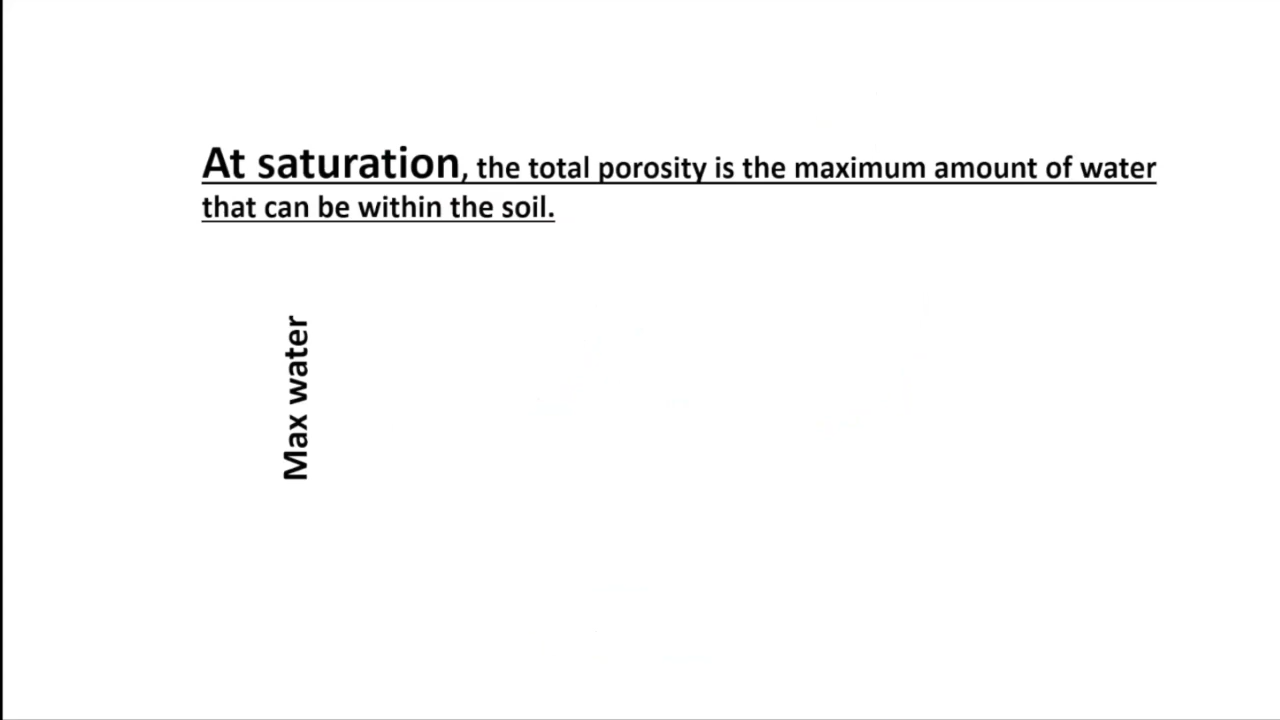 At saturation, the total porosity is the maximum amount of water
that can be within the soil.
Max water